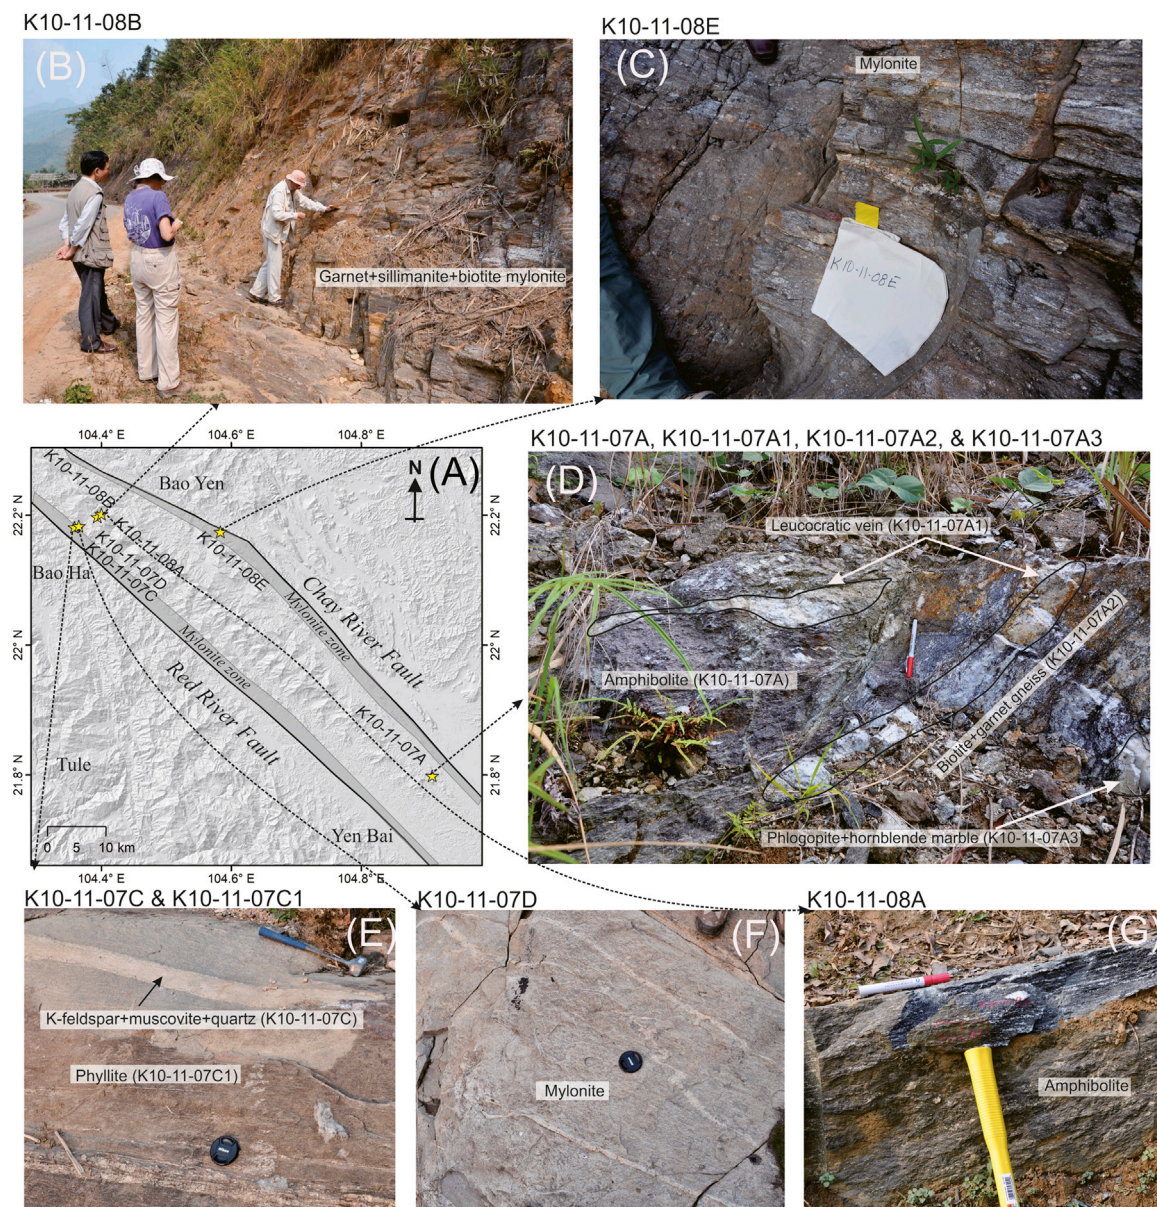 K10-11-08B
(B)
Garnet+sillimanite+biotite mylonite
K10-11-08E
(C)
Mylonite
K10-11-08E
104.4° E
104.6° E
104.8° E
N
(A)
22.2° N
22° N
21.8° N
22.2° N
22° N
21.8° N
Bao Yen
K10-11-08B
K10-11-08A
K10-11-07D
K10-11-07C
K10-11-08E
Bao Ha
Chay River Fault
Mylonite zone
Mylonite zone
Red River Fault
K10-11-07A
Tule
Yen Bai
0 5 10 km
104.4° E
104.6° E
104.8° E
K10-11-07A, K10-11-07A1, K10-11-07A2, & K10-11-07A3
(D)
Leucocratic vein (K10-11-07A1)
Amphibolite (K10-11-07A)
Biotite+garnet gneiss (K10-11-07A2)
Phlogopite+hornblende marble (K10-11-07A3
K10-11-07C & K10-11-07C1
(E)
K-feldspar+muscovite+quartz (K10-11-07C)
Phyllite (K10-11-07C1)
K10-11-07D
(F)
Mylonite
K10-11-08A
(G)
Amphibolite